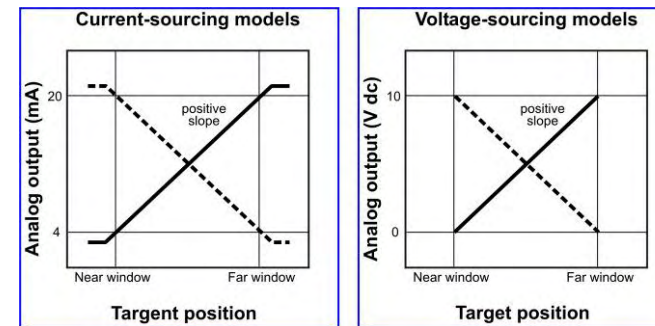 Current-sourcing models
Analog output (mA)
20
4
positive
slope
Near window
Far window
Targent position
Voltage-sourcing models
Analog output (V dc)
10
0
positive
slope
Near window
Far window
Target position